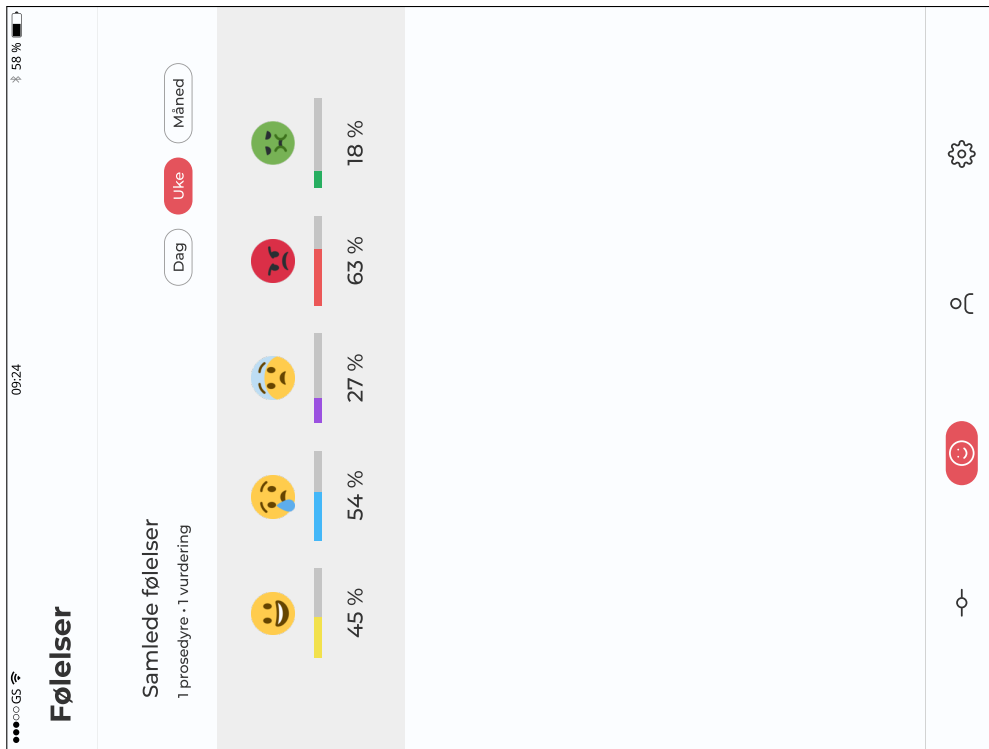 GS 09:24 58 %
Følelser
Samlede følelser
1 prosedyre • 1 vurdering
Dag Uke Måned
45 % 54 % 27 % 63 % 18 %